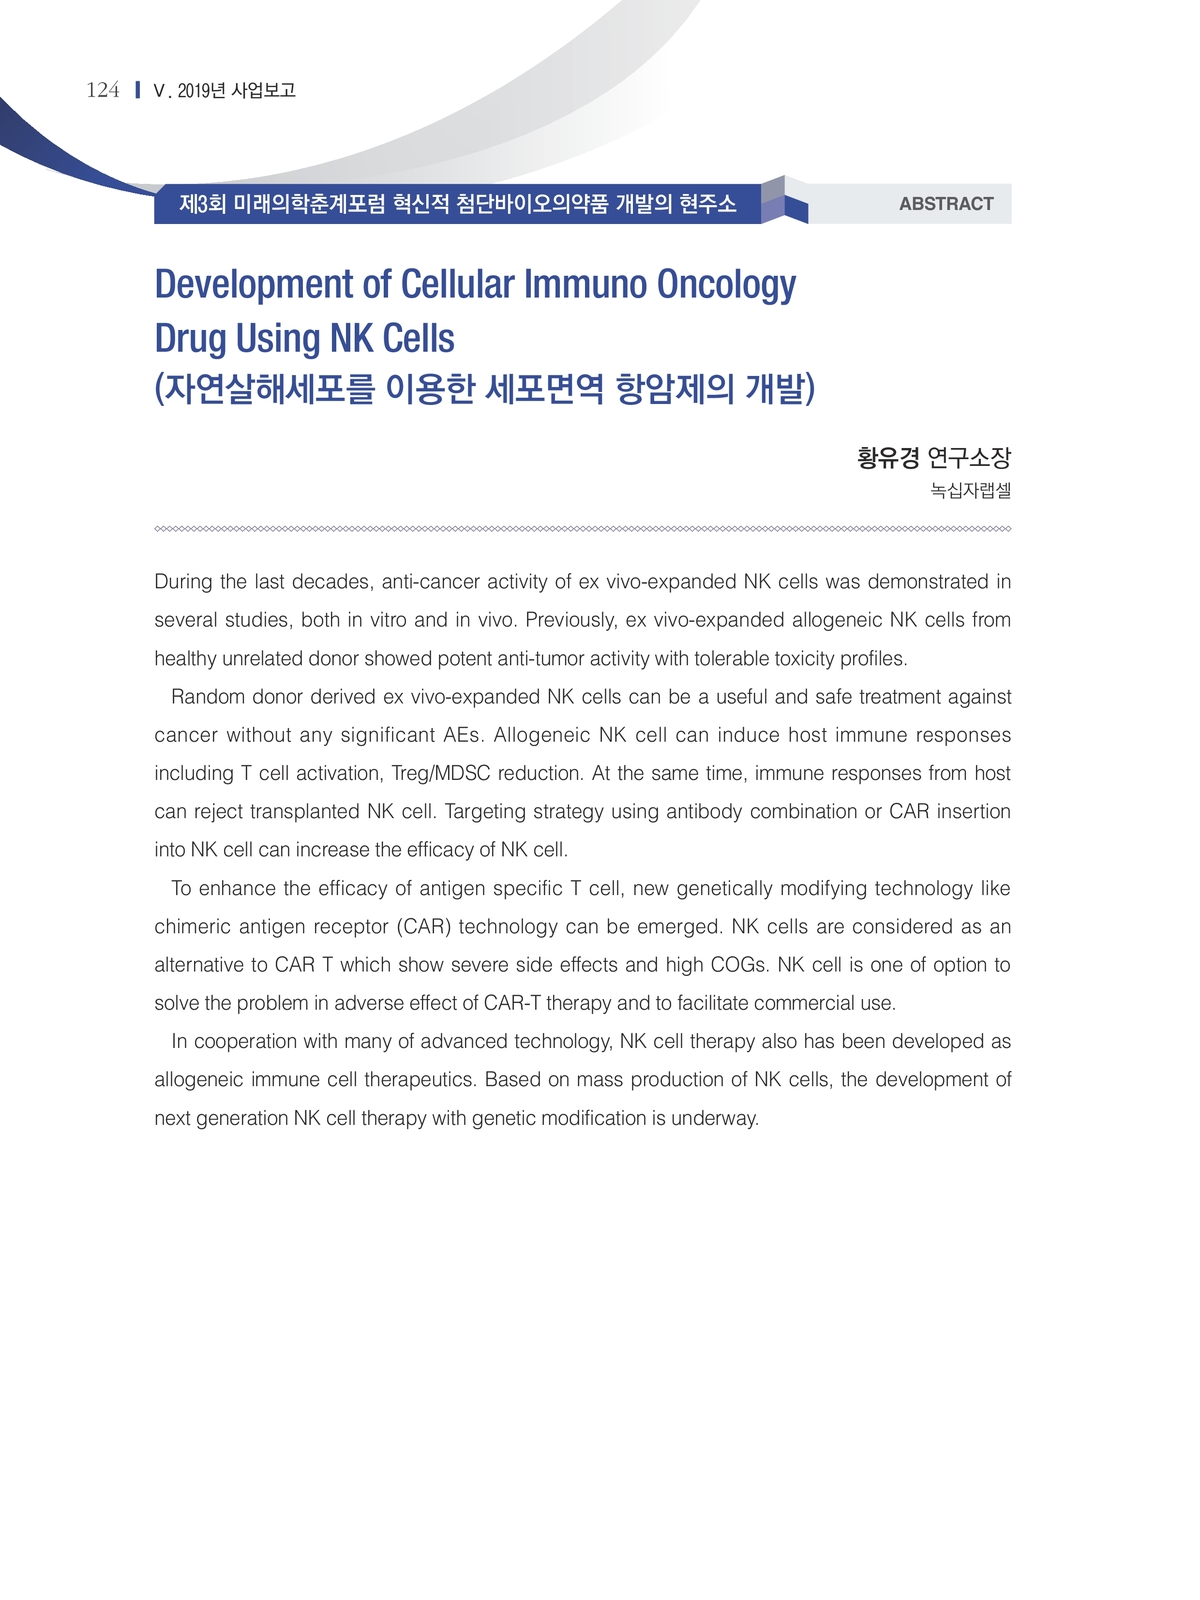 124 V. 2019년 사업보고
제3회 미래의학춘계포럼 혁신적 첨단바이오의약품 개발의 현주소
ABSTRACT
Development of Cellular Immuno Oncology
Drug Using NK Cells
(자연살해세포를 이용한 세포면역 항암제의 개발)
황유경 연구소장
녹십자랩셀
During the last decades, anti-cancer activity of ex vivo-expanded NK cells was demonstrated in
several studies, both in vitro and in vivo. Previously, ex vivo-expanded allogeneic NK cells from
healthy unrelated donor showed potent anti-tumor activity with tolerable toxicity profiles.
Random donor derived ex vivo-expanded NK cells can be a useful and safe treatment against
cancer without any significant AEs. Allogeneic NK cell can induce host immune responses
including T cell activation, Treg/MDSC reduction. At the same time, immune responses from host
can reject transplanted NK cell. Targeting strategy using antibody combination or CAR insertion
into NK cell can increase the efficacy of NK cell.
To enhance the efficacy of antigen specific T cell, new genetically modifying technology like
chimeric antigen receptor (CAR) technology can be emerged. NK cells are considered as an
alternative to CAR T which show severe side effects and high COGs. NK cell is one of option to
solve the problem in adverse effect of CAR-T therapy and to facilitate commercial use.
In cooperation with many of advanced technology, NK cell therapy also has been developed as
allogeneic immune cell therapeutics. Based on mass production of NK cells, the development of
next generation NK cell therapy with genetic modification is underway.